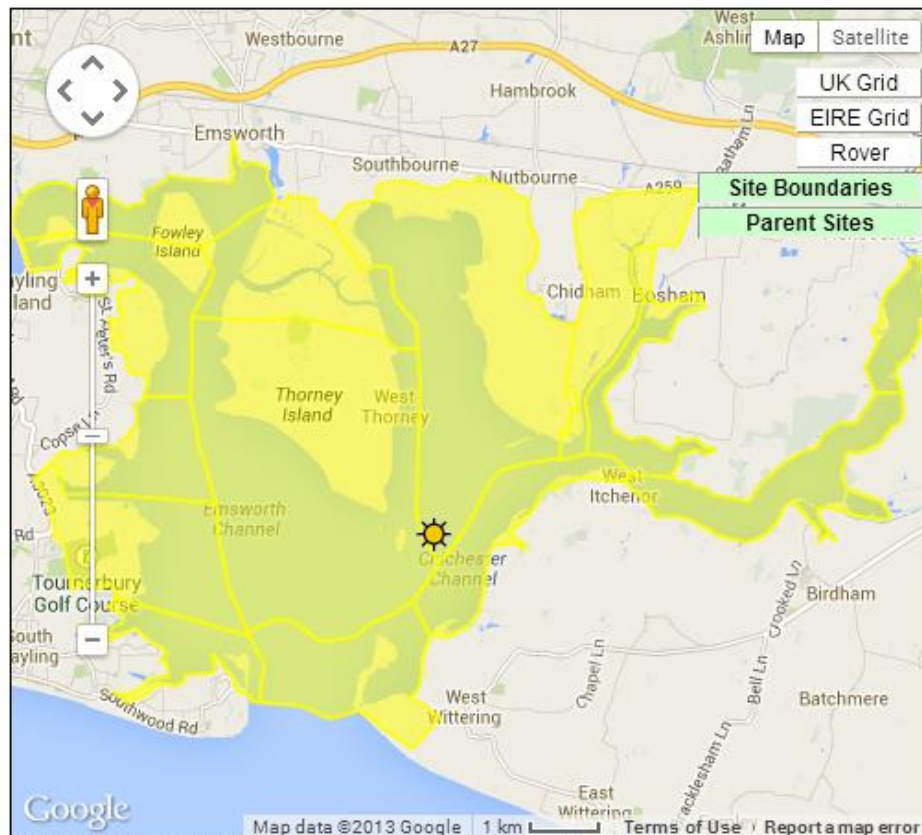 West
Ashling
Westbourne
A27
Map
Satellite
Hambrook
UK Grid
EIRE Grid
Rover
Emsworth
Southbourne
Nutbourne
A259
Site Boundaries
Parent Sites
Fowley
Island
St Peter's Rd
Chidham
Bosham
Thorney
Island
West
Thorney
Copse Ln
A3023
West
Itchenor
Emsworth
Channel
Chichester
Channel
Tournerbury
Golf Course
Birdham
Crooked Ln
South
Chapel Ln
Bell Ln
West
Wittering
Batchmere
Southwood Rd
East
Wittering
Google
Map data ©2013 Google
1 km
Terms of Use
Report a map error